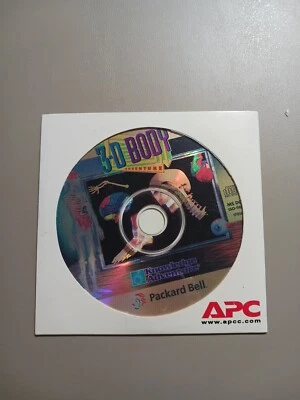 3-D BODY
ADVENTURE
Knowledge
Adventure
Packard Bell
APC
www.apcc.com